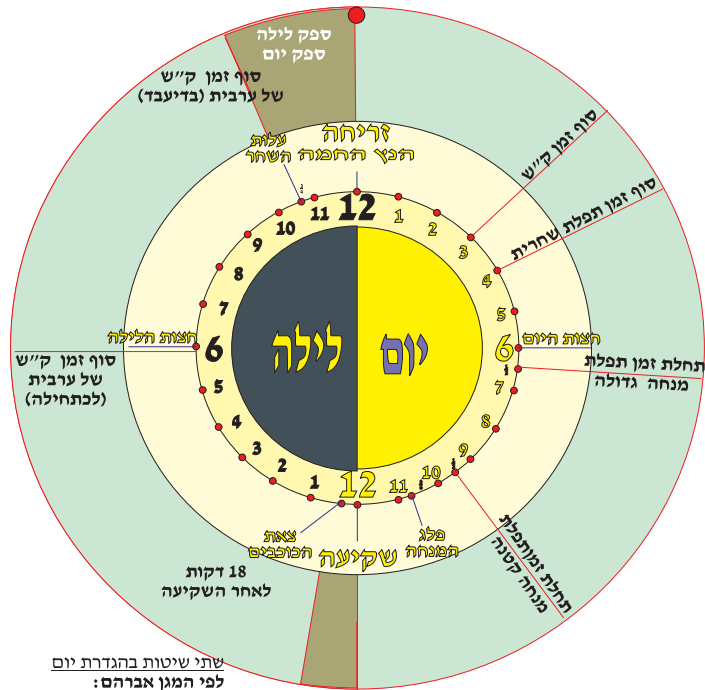 ספק לילה
ספק יום
סוף זמן ק״ש
של ערבית (בדיעבד)
עלות
השחר
זריחה
הנץ החמה
סוף זמן ק״ש
סוף זמן תפלת שחרית
12
1
2
3
4
5
6
7
8
9
10
11
12
1
2
3
4
5
6
7
8
9
10
11
יום
לילה
חצות היום
חצות הלילה
תחלת זמן תפלת
מנחה גדולה
סוף זמן ק״ש
של ערבית
(לכתחילה)
תחלת זמן תפלת
מנחה קטנה
פלג
המנחה
שקיעה
צאת
הכוכבים
18 דקות
לאחר השקיעה
שתי שיטות בהגדרת יום
לפי המגן אברהם: